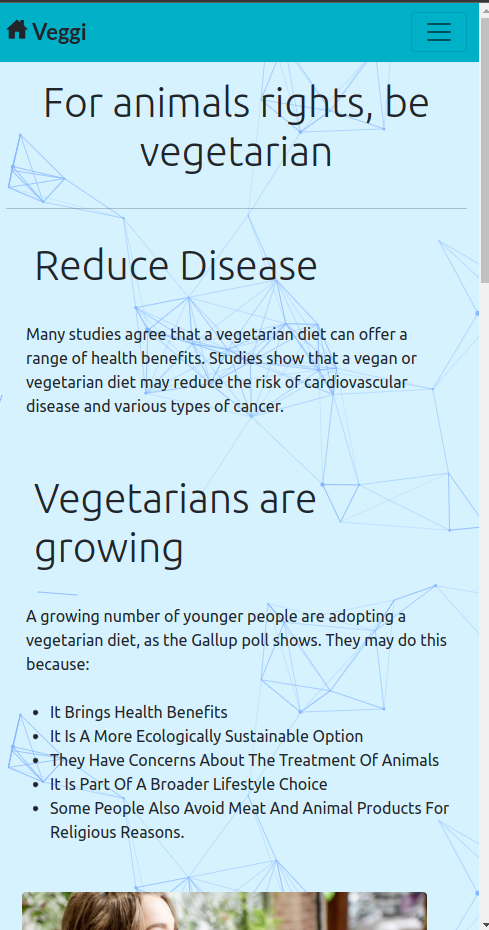 Veggi
For animals rights, be
vegetarian
Reduce Disease
Many studies agree that a vegetarian diet can offer a
range of health benefits. Studies show that a vegan or
vegetarian diet may reduce the risk of cardiovascular
disease and various types of cancer.
Vegetarians are
growing
A growing number of younger people are adopting a
vegetarian diet, as the Gallup poll shows. They may do this
because:
• It Brings Health Benefits
• It Is A More Ecologically Sustainable Option
• They Have Concerns About The Treatment Of Animals
• It Is Part Of A Broader Lifestyle Choice
• Some People Also Avoid Meat And Animal Products For
Religious Reasons.